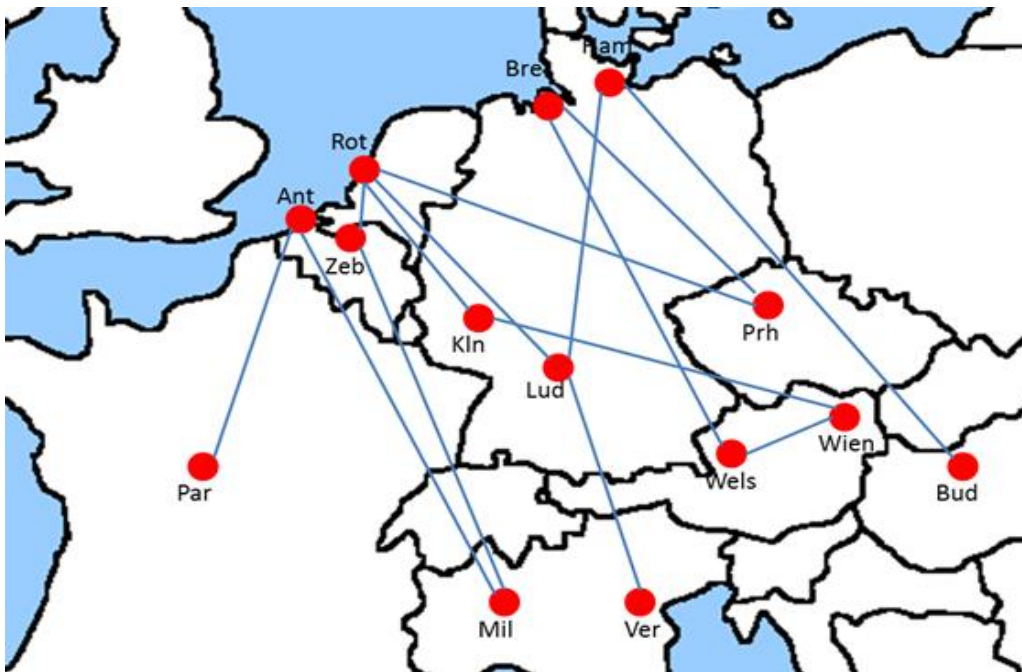 Ham
Bre
Rot
Ant
Zeb
Prh
Kln
Lud
Wien
Wels
Par
Bud
Mil
Ver